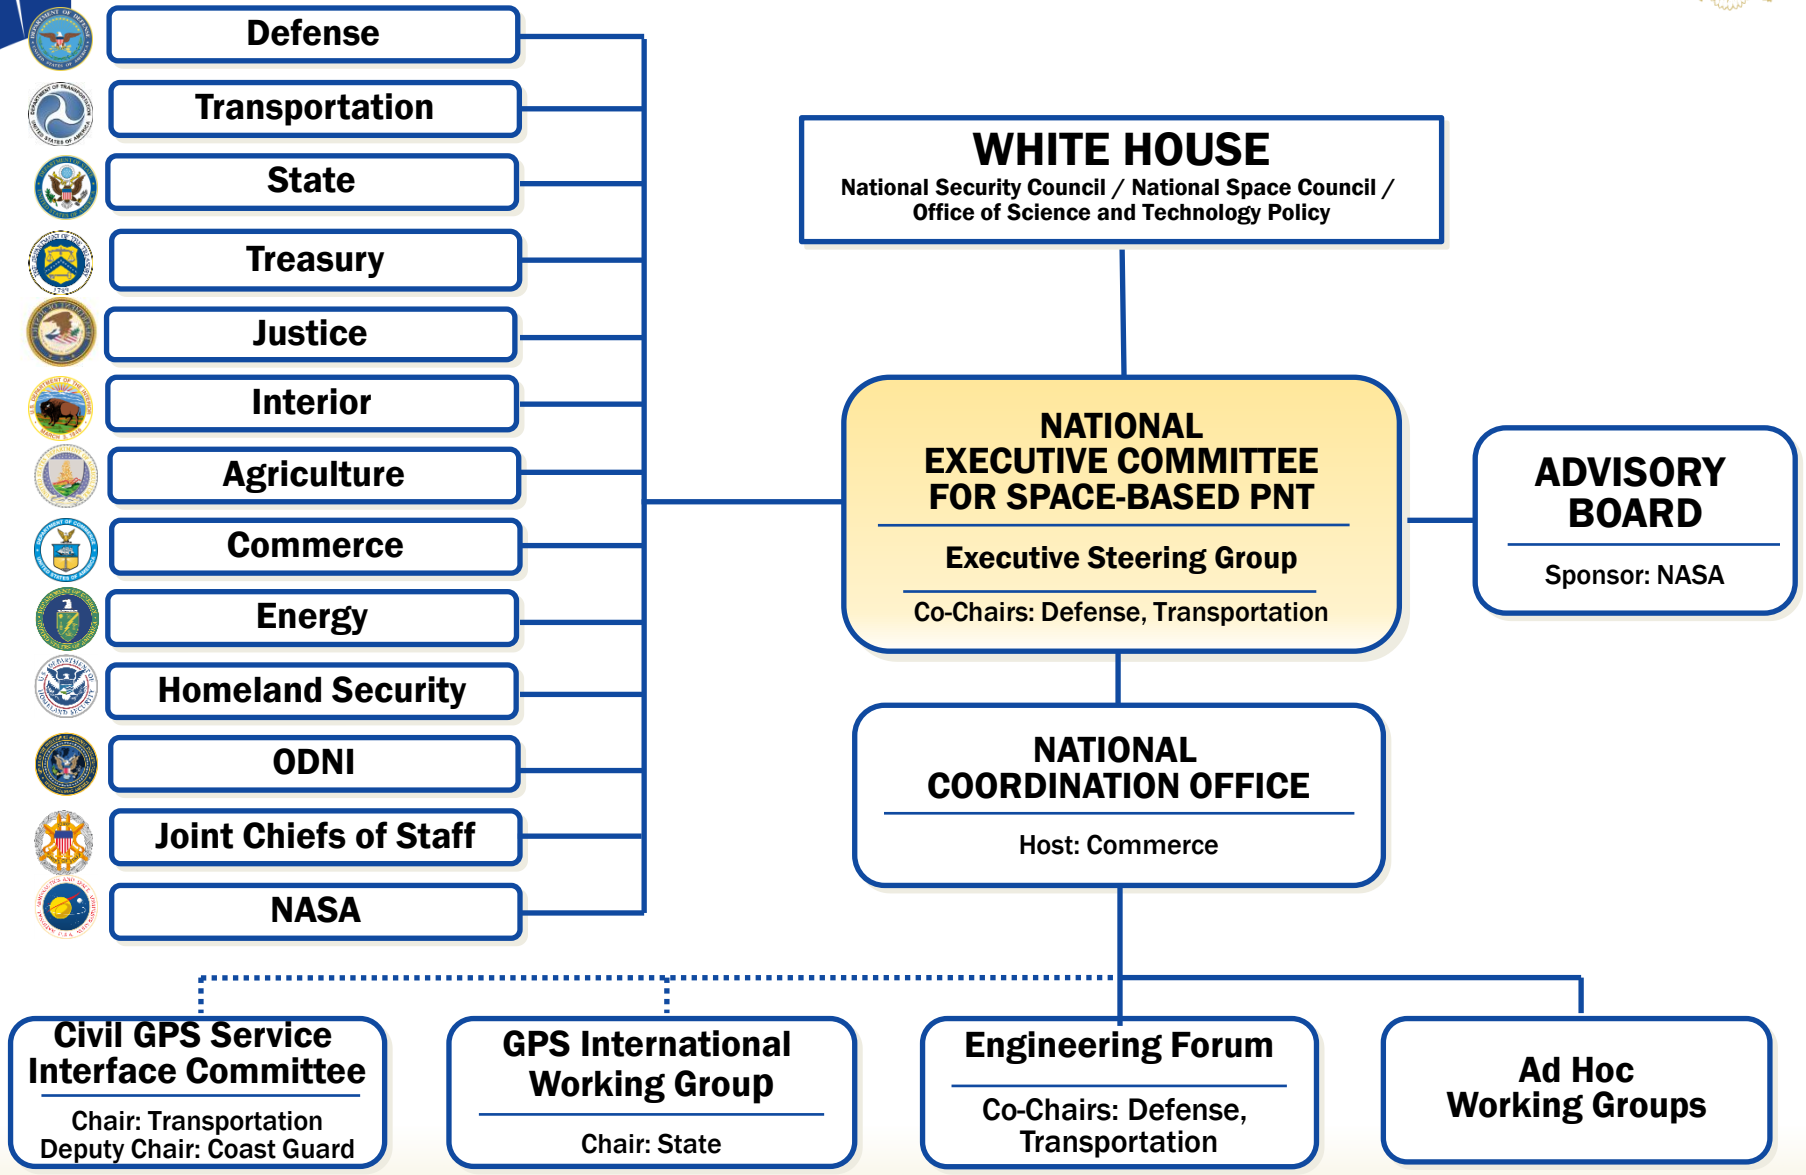 Defense
Transportation
State
Treasury
Justice
Interior
Agriculture
Commerce
Energy
Homeland Security
ODNI
Joint Chiefs of Staff
NASA
WHITE HOUSE
National Security Council / National Space Council /
Office of Science and Technology Policy
NATIONAL
EXECUTIVE COMMITTEE
FOR SPACE-BASED PNT
Executive Steering Group
Co-Chairs: Defense, Transportation
ADVISORY
BOARD
Sponsor: NASA
NATIONAL
COORDINATION OFFICE
Host: Commerce
Civil GPS Service
Interface Committee
Chair: Transportation
Deputy Chair: Coast Guard
GPS International
Working Group
Chair: State
Engineering Forum
Co-Chairs: Defense,
Transportation
Ad Hoc
Working Groups